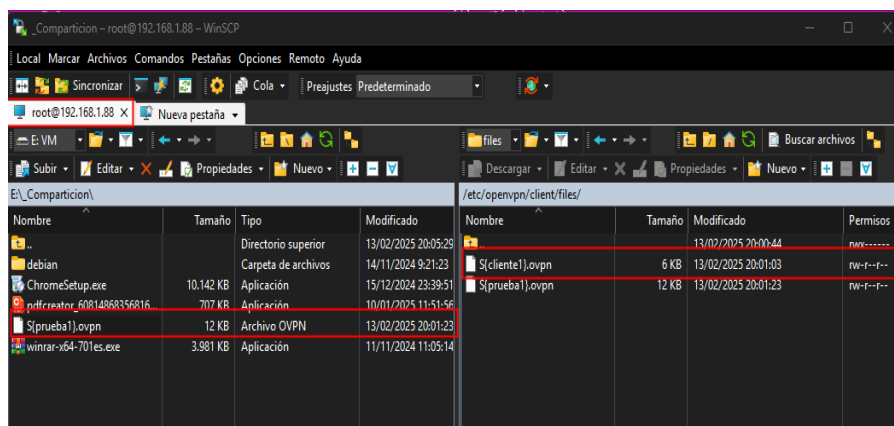 _Comparticion – root@192.168.1.88 – WinSCP
Local Marcar Archivos Comandos Pestañas Opciones Remoto Ayuda
Sincronizar Cola Preajustes Predeterminado
root@192.168.1.88 X Nueva pestaña
E: VM
Subir Editar Propiedades Nuevo
E:\_Comparticion\
Nombre Tamaño Tipo Modificado
.. Directorio superior 13/02/2025 20:05:29
debian Carpeta de archivos 14/11/2024 9:21:23
ChromeSetup.exe 10.142 KB Aplicación 15/12/2024 23:39:51
pdfcreator_60814868356816... 707 KB Aplicación 10/01/2025 11:51:56
S{prueba1}.ovpn 12 KB Archivo OVPN 13/02/2025 20:01:23
winrar-x64-701es.exe 3.981 KB Aplicación 11/11/2024 11:05:14
files Buscar archivos
Descargar Editar Propiedades Nuevo
/etc/openvpn/client/files/
Nombre Tamaño Modificado Permisos
.. 13/02/2025 20:00:44 rwx------
S{cliente1}.ovpn 6 KB 13/02/2025 20:01:03 rw-r--r--
S{prueba1}.ovpn 12 KB 13/02/2025 20:01:23 rw-r--r--